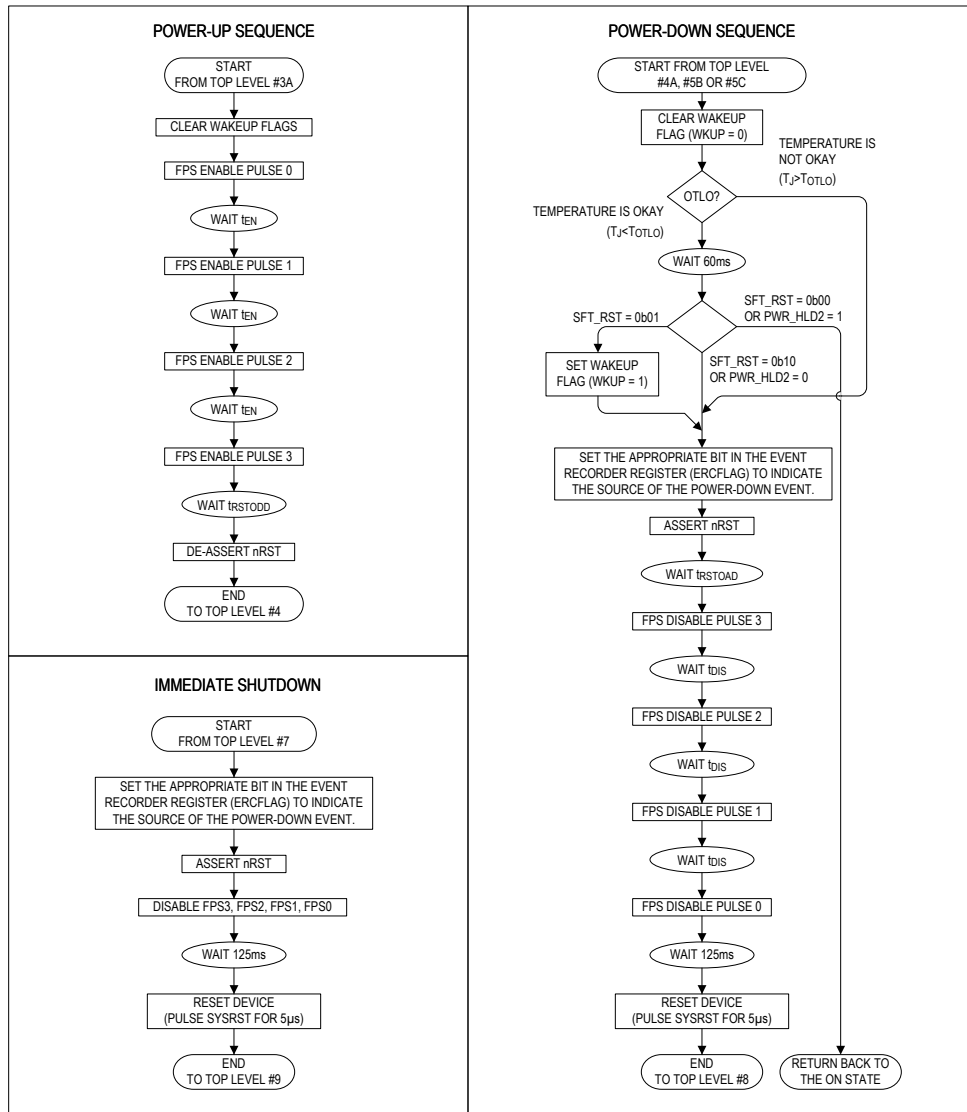 POWER-UP SEQUENCE
START
FROM TOP LEVEL #3A
CLEAR WAKEUP FLAGS
FPS ENABLE PULSE 0
WAIT tEN
FPS ENABLE PULSE 1
WAIT tEN
FPS ENABLE PULSE 2
WAIT tEN
FPS ENABLE PULSE 3
WAIT tRSTODD
DE-ASSERT nRST
END
TO TOP LEVEL #4
IMMEDIATE SHUTDOWN
START
FROM TOP LEVEL #7
SET THE APPROPRIATE BIT IN THE EVENT
RECORDER REGISTER (ERCFLAG) TO INDICATE
THE SOURCE OF THE POWER-DOWN EVENT.
ASSERT nRST
DISABLE FPS3, FPS2, FPS1, FPS0
WAIT 125ms
RESET DEVICE
(PULSE SYSRST FOR 5µs)
END
TO TOP LEVEL #9
POWER-DOWN SEQUENCE
START FROM TOP LEVEL
#4A, #5B OR #5C
CLEAR WAKEUP
FLAG (WKUP = 0)
TEMPERATURE IS
NOT OKAY
(TJ>TOTLO)
OTLO?
TEMPERATURE IS OKAY
(TJ<TOTLO)
WAIT 60ms
SFT_RST = 0b01
SFT_RST = 0b00
OR PWR_HLD2 = 1
SET WAKEUP
FLAG (WKUP = 1)
SFT_RST = 0b10
OR PWR_HLD2 = 0
SET THE APPROPRIATE BIT IN THE EVENT
RECORDER REGISTER (ERCFLAG) TO INDICATE
THE SOURCE OF THE POWER-DOWN EVENT.
ASSERT nRST
WAIT tRSTOAD
FPS DISABLE PULSE 3
WAIT tDIS
FPS DISABLE PULSE 2
WAIT tDIS
FPS DISABLE PULSE 1
WAIT tDIS
FPS DISABLE PULSE 0
WAIT 125ms
RESET DEVICE
(PULSE SYSRST FOR 5µs)
END
TO TOP LEVEL #8
RETURN BACK TO
THE ON STATE